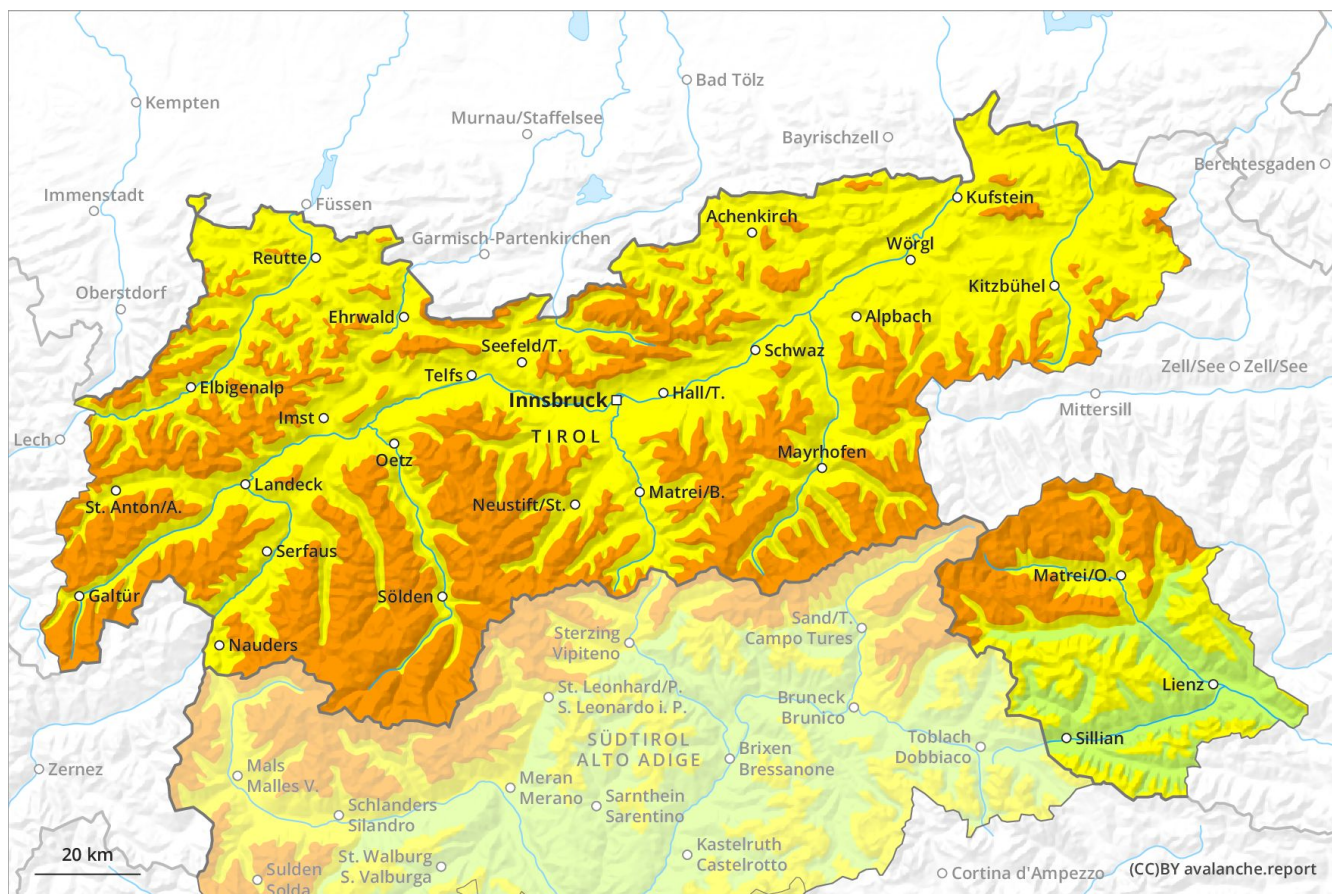 Kempten
Bad Tölz
Murnau/Staffelsee
Bayrischzell
Berchtesgaden
Immenstadt
Füssen
Kufstein
Achenkirch
Garmisch-Partenkirchen
Wörgl
Reutte
Oberstdorf
Kitzbühel
Ehrwald
Alpbach
Seefeld/T.
Schwaz
Zell/See
Zell/See
Telfs
Elbigenalp
Hall/T.
Innsbruck
Mittersill
Imst
Lech
TIROL
Oetz
Mayrhofen
Landeck
Matrei/B.
St. Anton/A.
Neustift/St.
Serfaus
Matrei/O.
Galtür
Sölden
Sand/T.
Campo Tures
Sterzing
Vipiteno
Nauders
Lienz
St. Leonhard/P.
S. Leonardo i. P.
Bruneck
Brunico
SÜDTIROL
ALTO ADIGE
Sillian
Toblach
Dobbiaco
Brixen
Bressanone
Zernez
Mals
Malles V.
Meran
Merano
Sarnthein
Sarentino
Schlanders
Silandro
Kastelruth
Castelrotto
20 km
St. Walburg
S. Valburga
Sulden
Solda
Cortina d'Ampezzo
(CC)BY avalanche.report